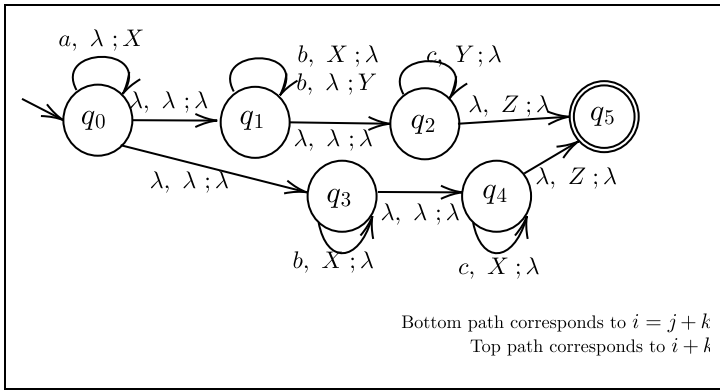 a, λ ; X
b, X ; λ
b, λ ; Y
c, Y ; λ
q0
λ, λ ; λ
q1
λ, λ ; λ
q2
λ, Z ; λ
q5
λ, λ ; λ
q3
λ, λ ; λ
q4
λ, Z ; λ
b, X ; λ
c, X ; λ
Bottom path corresponds to i = j + k
Top path corresponds to i + k